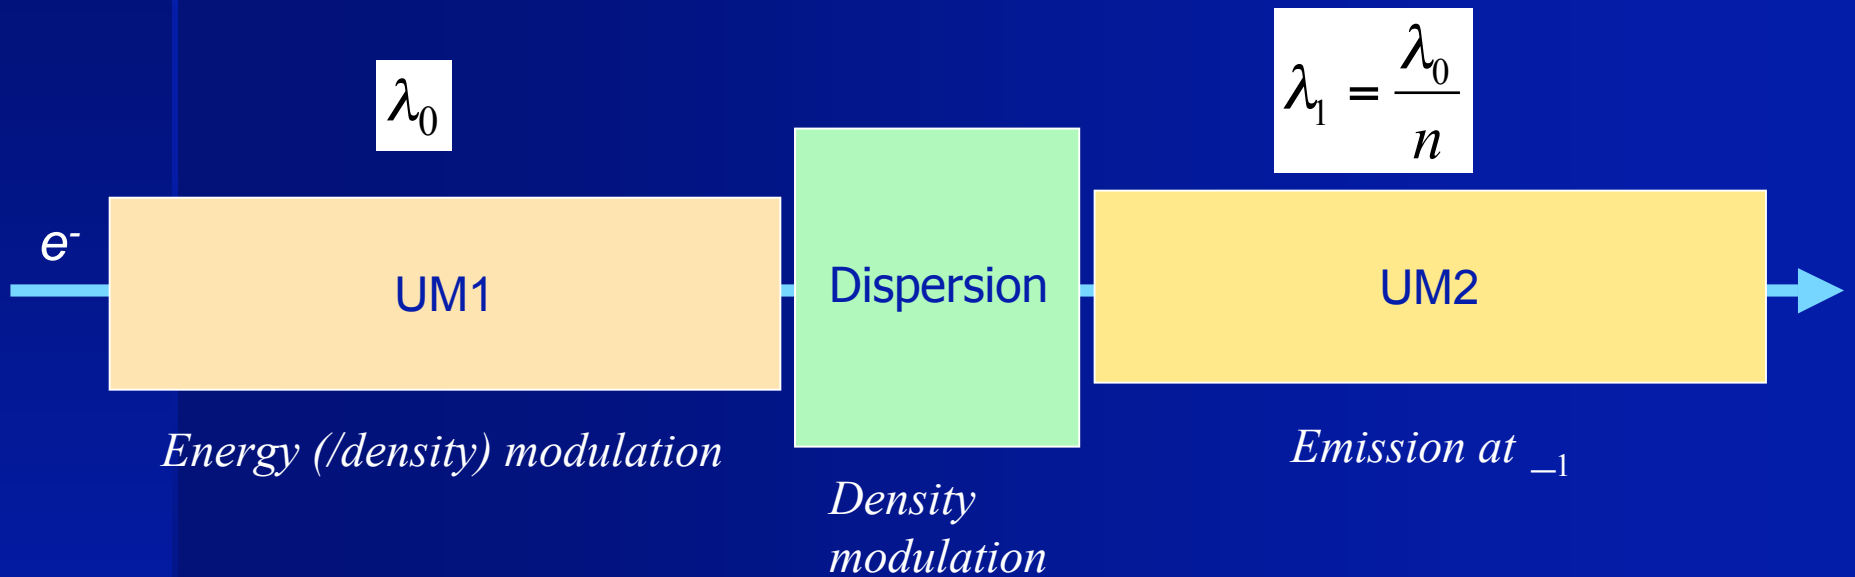 λ₀
λ₁ = λ₀ / n
e⁻
UM1
Dispersion
UM2
Energy (/density) modulation
Density
modulation
Emission at _₁